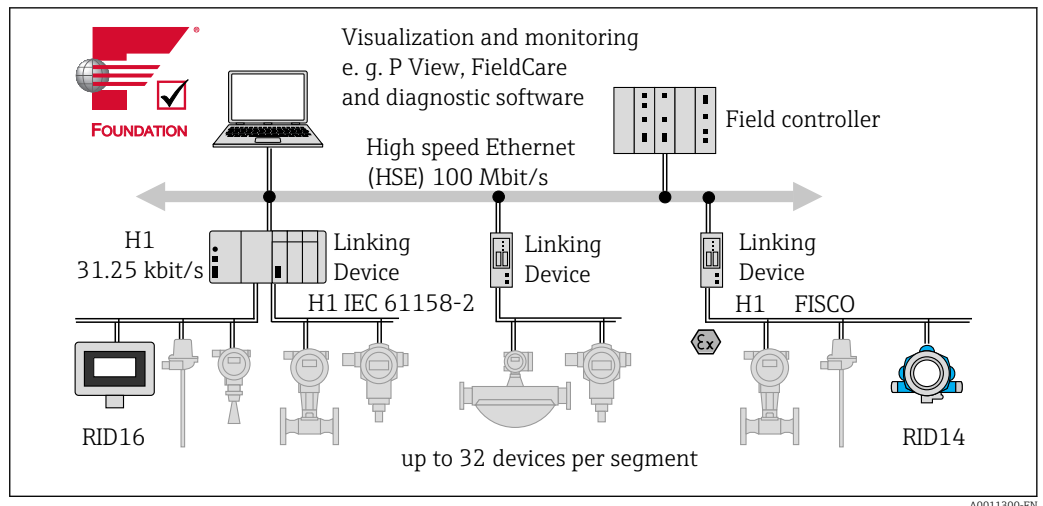 FOUNDATION
Visualization and monitoring
e. g. P View, FieldCare
and diagnostic software
Field controller
High speed Ethernet
(HSE) 100 Mbit/s
H1
31.25 kbit/s
Linking
Device
Linking
Device
Linking
Device
H1 IEC 61158-2
H1 FISCO
Ex
RID16
RID14
up to 32 devices per segment
A0011300-EN